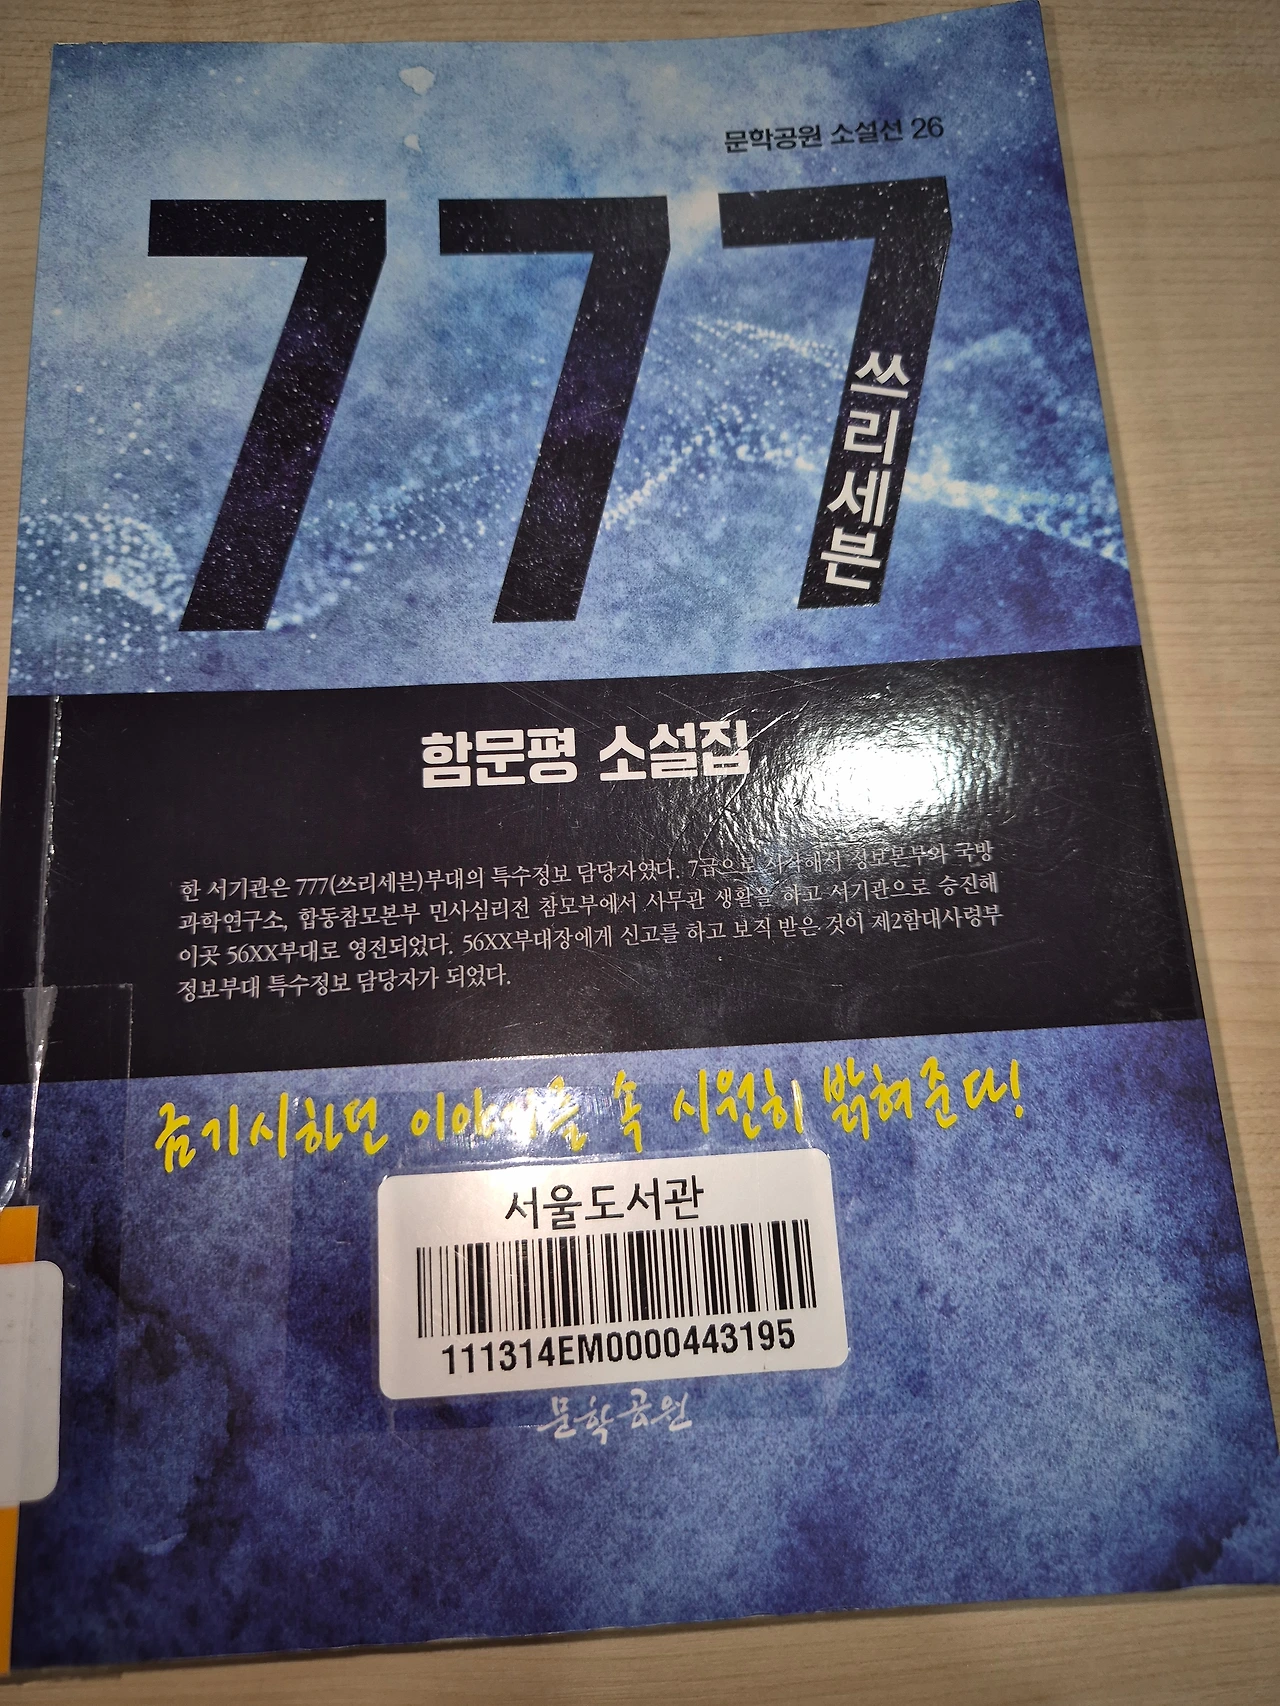 문학공원 소설선 26
777
쓰리세븐
함문평 소설집
한 서기관은 777(쓰리세븐)부대의 특수정보 담당자였다. 7급으로 시작해서 정보본부와 국방
과학연구소, 합동참모본부 민사심리전 참모부에서 사무관 생활을 하고 서기관으로 승진해
이곳 56XX부대로 영전되었다. 56XX부대장에게 신고를 하고 보직 받은 것이 제2함대사령부
정보부대 특수정보 담당자가 되었다.
금기시하던 이야기를 속 시원히 밝혀준다!
서울도서관
111314EM0000443195
문학공원